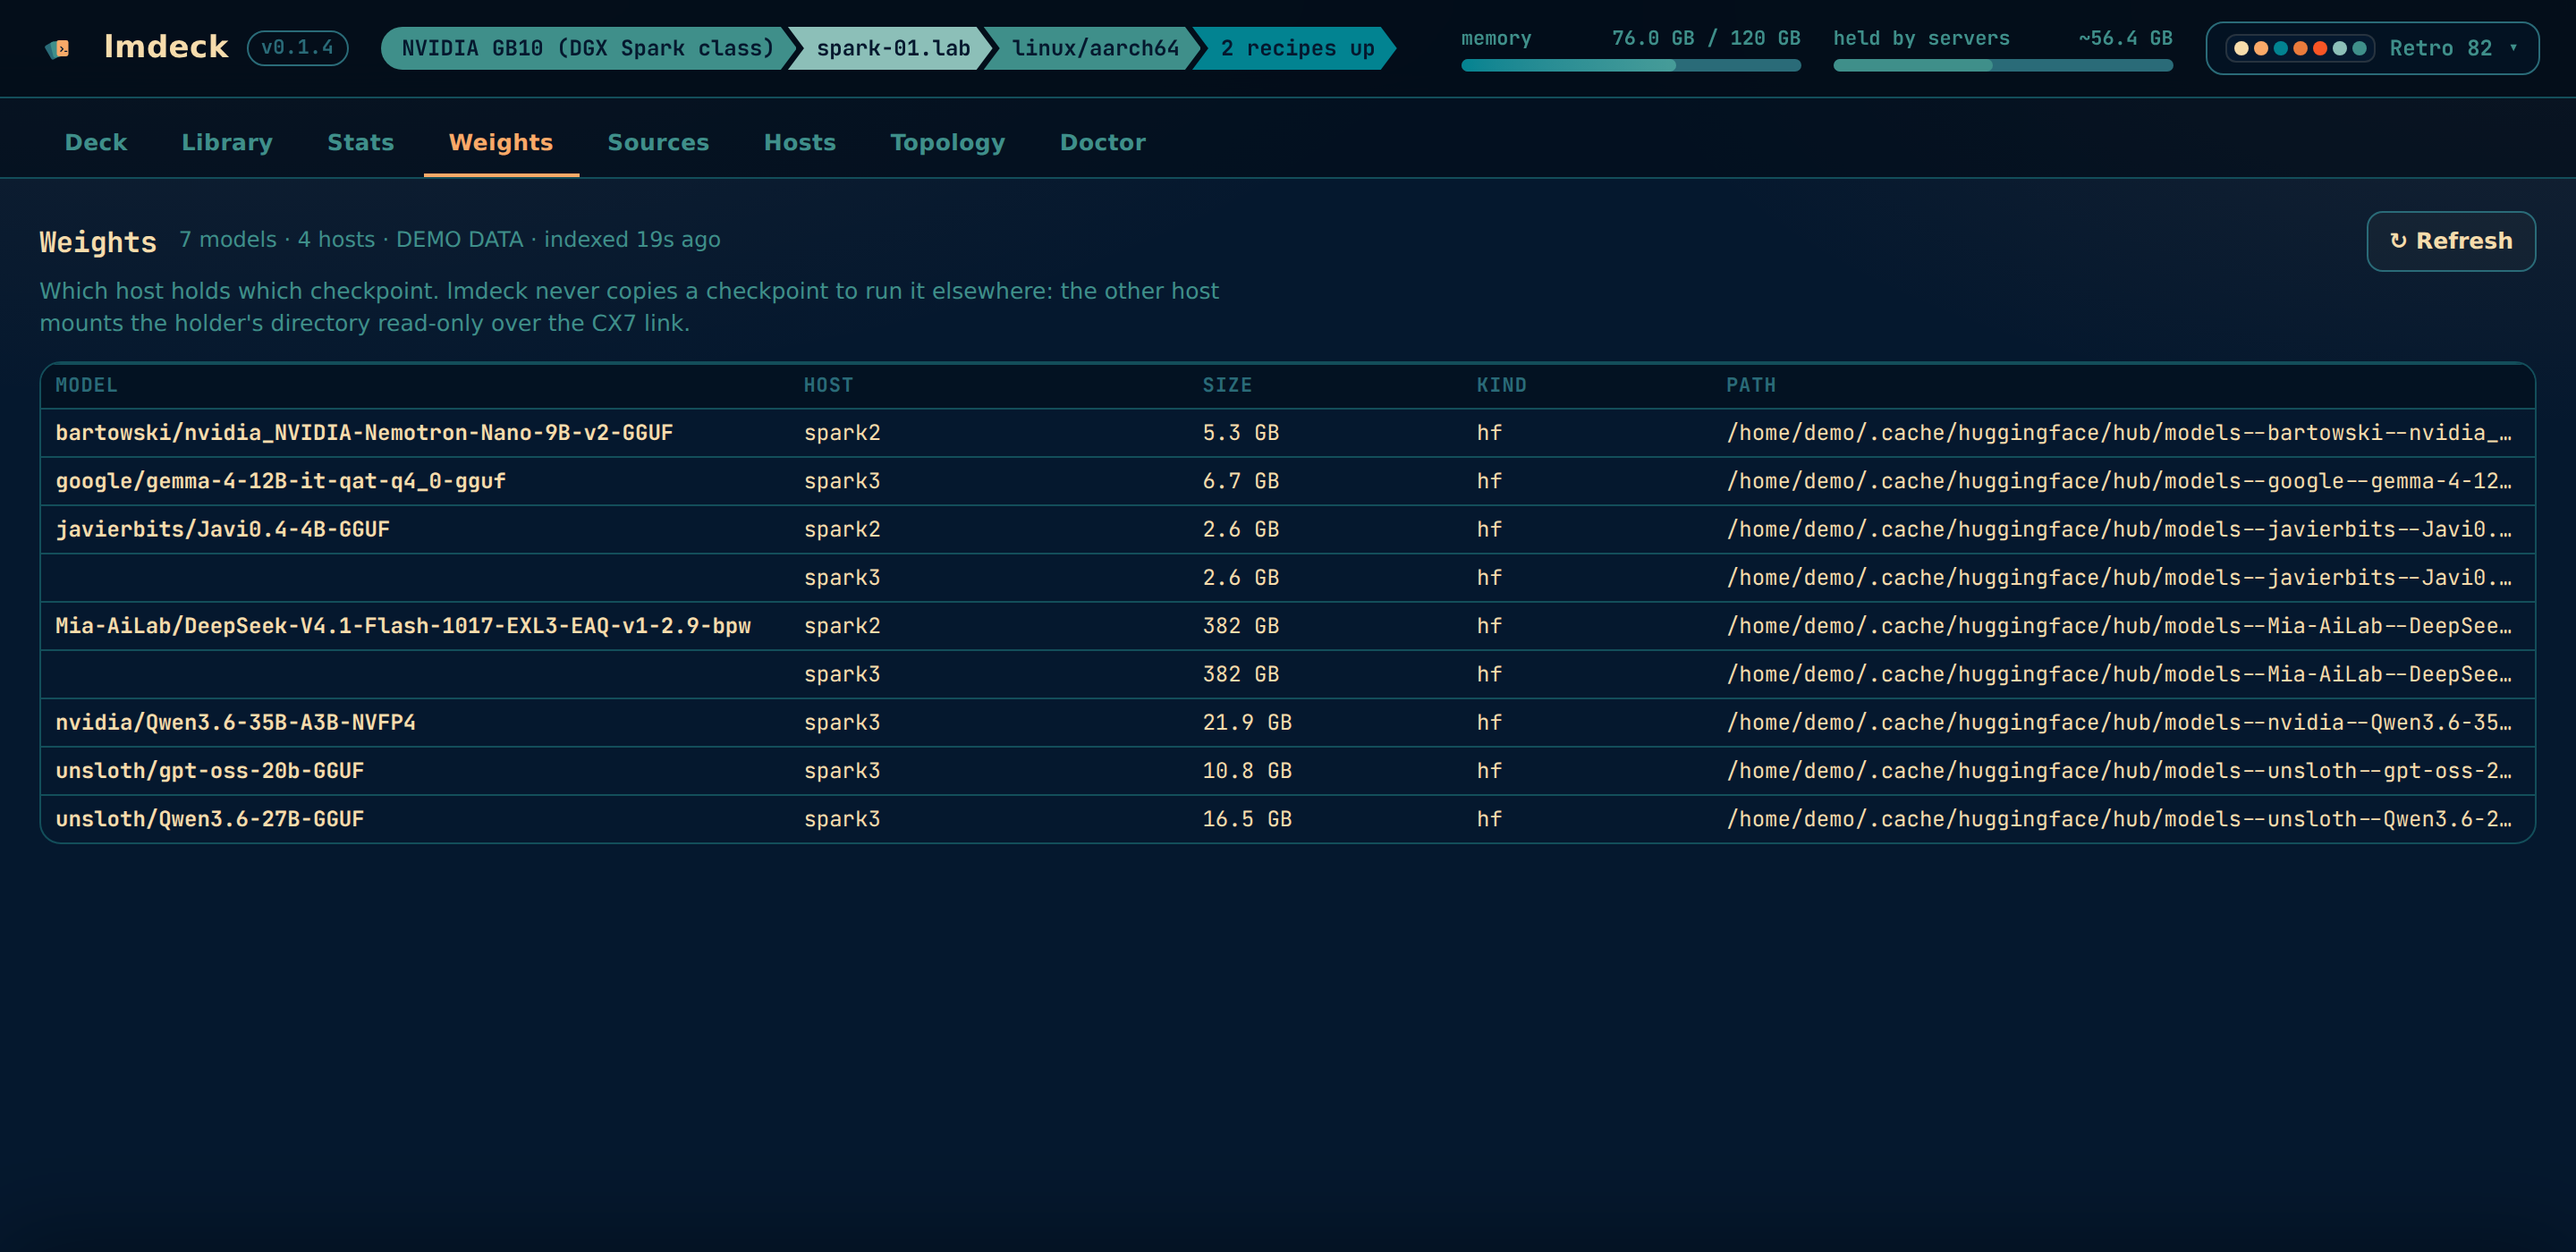 lmdeck v0.1.4 NVIDIA GB10 (DGX Spark class) spark-01.lab linux/aarch64 2 recipes up memory 76.0 GB / 120 GB held by servers ~56.4 GB Retro 82 ▾
Deck Library Stats Weights Sources Hosts Topology Doctor
Weights 7 models · 4 hosts · DEMO DATA · indexed 19s ago ↻ Refresh
Which host holds which checkpoint. lmdeck never copies a checkpoint to run it elsewhere: the other host
mounts the holder's directory read-only over the CX7 link.
MODEL HOST SIZE KIND PATH
bartowski/nvidia_NVIDIA-Nemotron-Nano-9B-v2-GGUF spark2 5.3 GB hf /home/demo/.cache/huggingface/hub/models--bartowski--nvidia_…
google/gemma-4-12B-it-qat-q4_0-gguf spark3 6.7 GB hf /home/demo/.cache/huggingface/hub/models--google--gemma-4-12…
javierbits/Javi0.4-4B-GGUF spark2 2.6 GB hf /home/demo/.cache/huggingface/hub/models--javierbits--Javi0.…
spark3 2.6 GB hf /home/demo/.cache/huggingface/hub/models--javierbits--Javi0.…
Mia-AiLab/DeepSeek-V4.1-Flash-1017-EXL3-EAQ-v1-2.9-bpw spark2 382 GB hf /home/demo/.cache/huggingface/hub/models--Mia-AiLab--DeepSee…
spark3 382 GB hf /home/demo/.cache/huggingface/hub/models--Mia-AiLab--DeepSee…
nvidia/Qwen3.6-35B-A3B-NVFP4 spark3 21.9 GB hf /home/demo/.cache/huggingface/hub/models--nvidia--Qwen3.6-35…
unsloth/gpt-oss-20b-GGUF spark3 10.8 GB hf /home/demo/.cache/huggingface/hub/models--unsloth--gpt-oss-2…
unsloth/Qwen3.6-27B-GGUF spark3 16.5 GB hf /home/demo/.cache/huggingface/hub/models--unsloth--Qwen3.6-2…